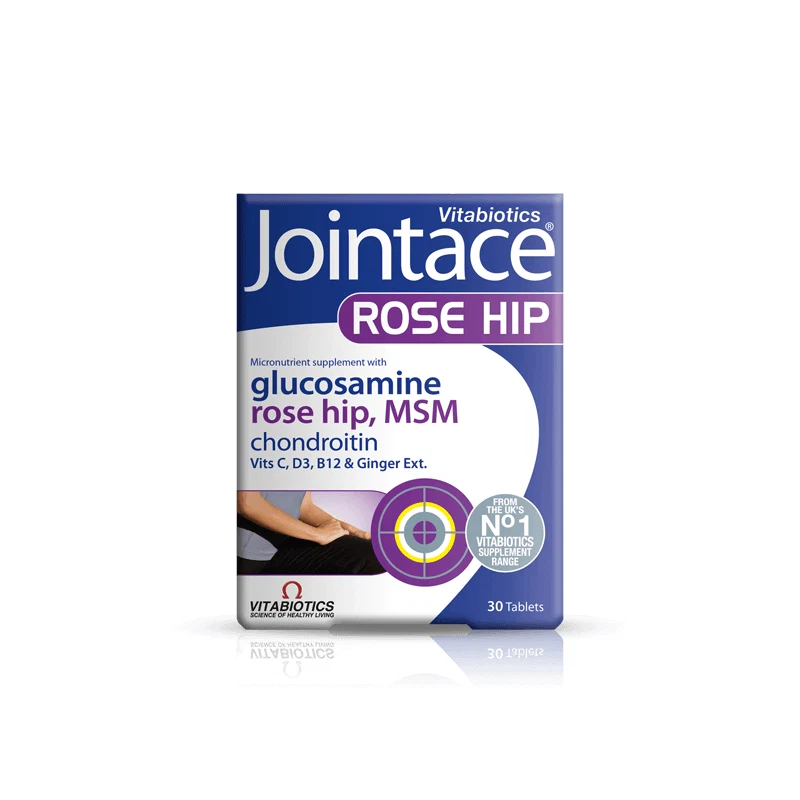 Vitabiotics
Jointace®
ROSE HIP
Micronutrient supplement with
glucosamine
rose hip, MSM
chondroitin
Vits C, D3, B12 & Ginger Ext.
FROM
THE UK'S
Nº1
VITABIOTICS
SUPPLEMENT
RANGE
VITABIOTICS
SCIENCE OF HEALTHY LIVING
30 Tablets